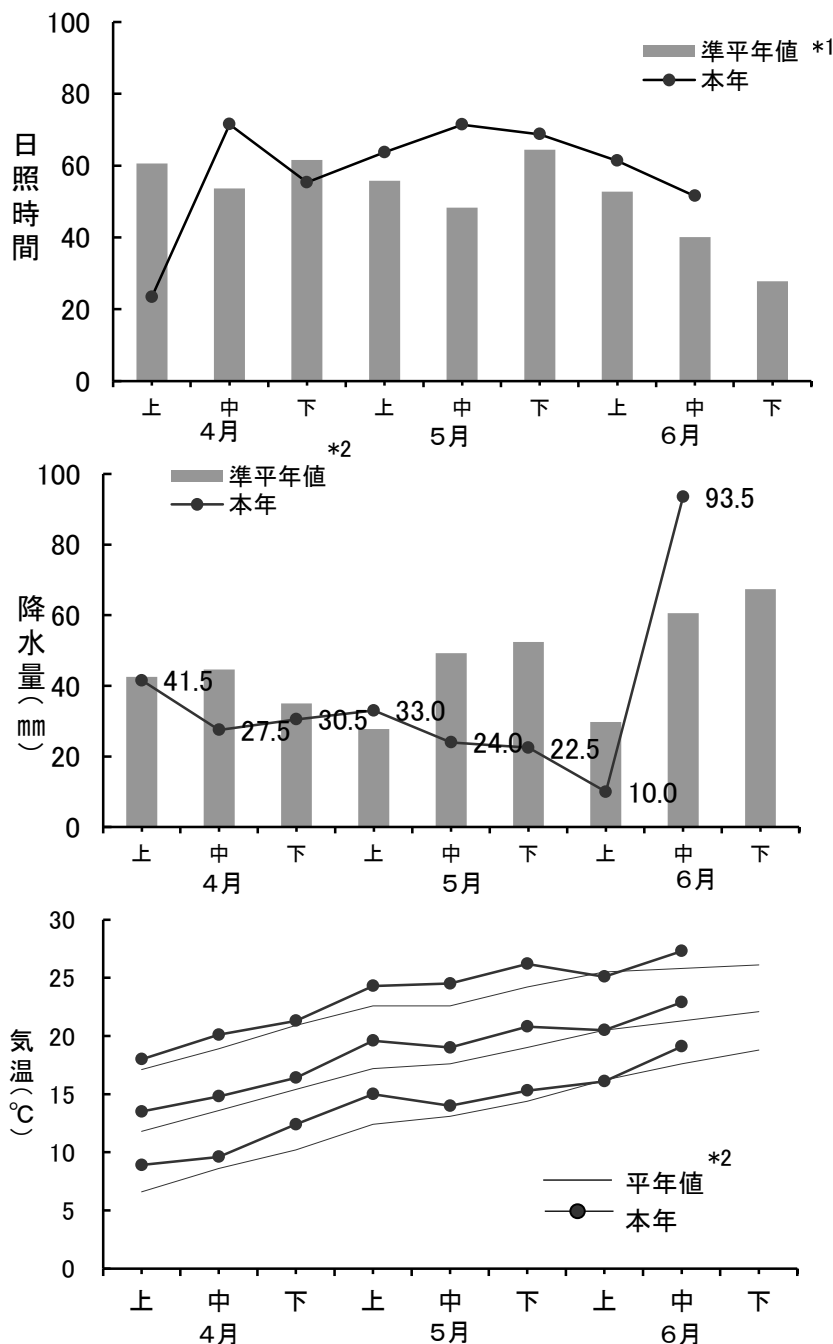 100
80
60
40
20
0
日照時間
準平年値 *1
本年
上 中 下 上 中 下 上 中 下
4月 5月 6月
*2
準平年値
本年
100
80
60
40
20
0
降水量(mm)
41.5
27.5
30.5
33.0
24.0
22.5
10.0
93.5
上 中 下 上 中 下 上 中 下
4月 5月 6月
30
25
20
15
10
5
0
気温(℃)
平年値 *2
本年
上 中 下 上 中 下 上 中 下
4月 5月 6月